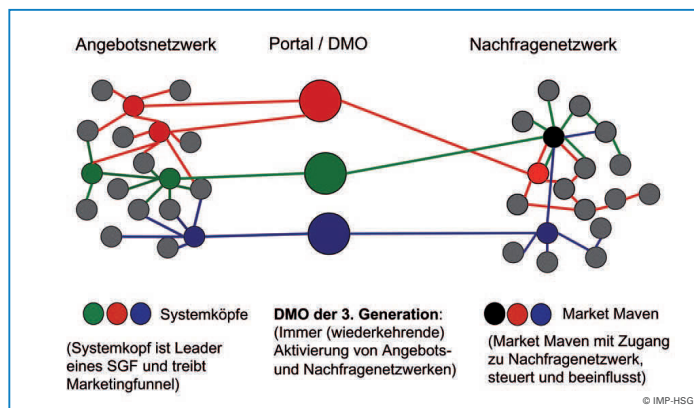 Angebotsnetzwerk
Portal / DMO
Nachfragenetzwerk
Systemköpfe
(Systemkopf ist Leader
eines SGF und treibt
Marketingfunnel)
DMO der 3. Generation:
(Immer (wiederkehrende)
Aktivierung von Angebots-
und Nachfragenetzwerken)
Market Maven
(Market Maven mit Zugang
zu Nachfragenetzwerk,
steuert und beeinflusst)
© IMP-HSG